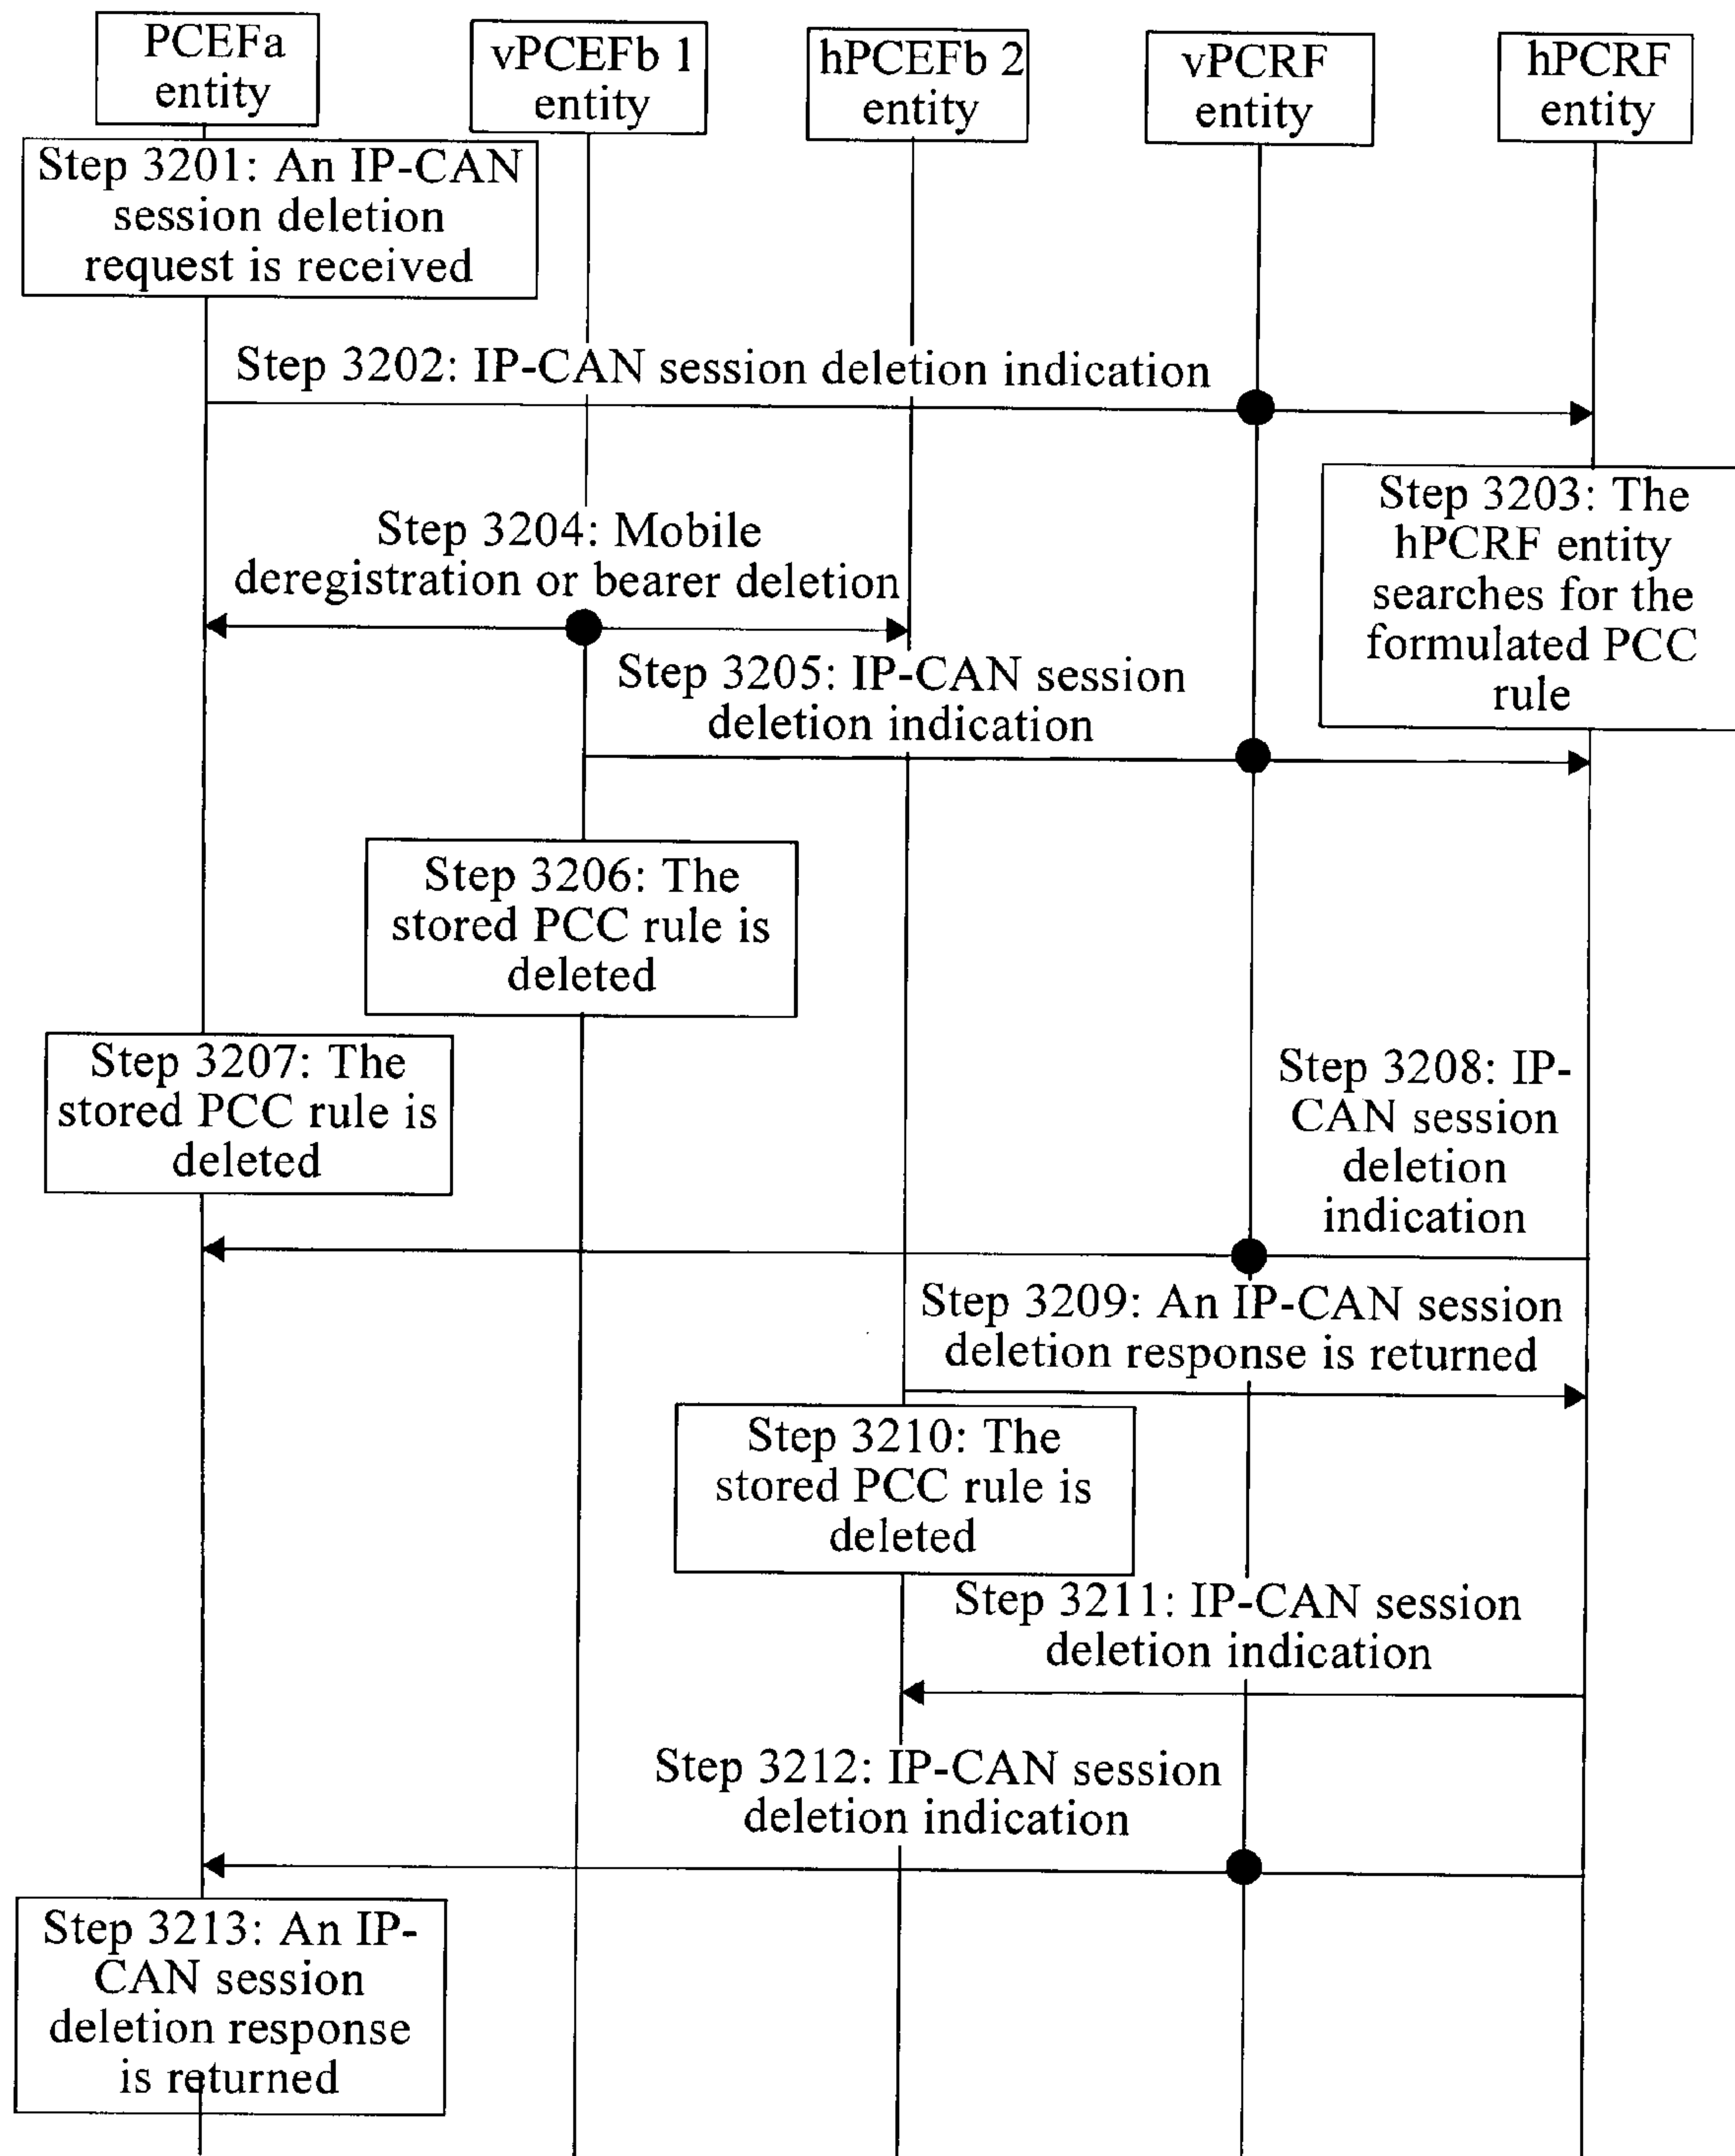 PCEFa
entity
vPCEFb 1
entity
hPCEFb 2
entity
vPCRF
entity
hPCRF
entity
Step 3201: An IP-CAN
session deletion
request is received
Step 3202: IP-CAN session deletion indication
Step 3203: The
hPCRF entity
searches for the
formulated PCC
rule
Step 3204: Mobile
deregistration or bearer deletion
Step 3205: IP-CAN session
deletion indication
Step 3206: The
stored PCC rule is
deleted
Step 3207: The
stored PCC rule is
deleted
Step 3208: IP-
CAN session
deletion
indication
Step 3209: An IP-CAN session
deletion response is returned
Step 3210: The
stored PCC rule is
deleted
Step 3211: IP-CAN session
deletion indication
Step 3212: IP-CAN session
deletion indication
Step 3213: An IP-
CAN session
deletion response
is returned